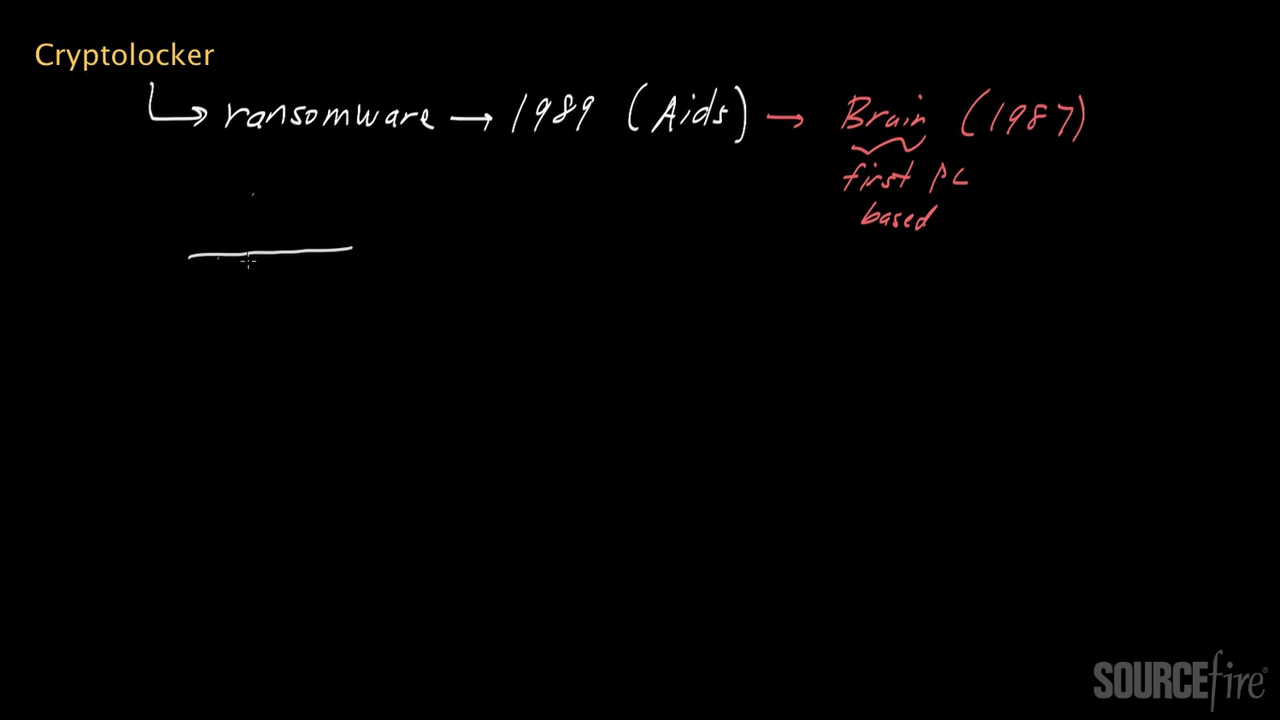 Cryptolocker
ransomware → 1989 (Aids) → Brain (1987)
first PC
based
SOURCEfire®